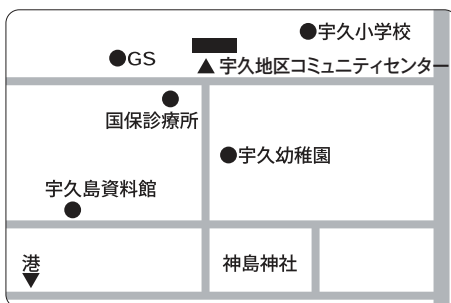 宇久小学校
GS
宇久地区コミュニティセンター
国保診療所
宇久幼稚園
宇久島資料館
港
神島神社